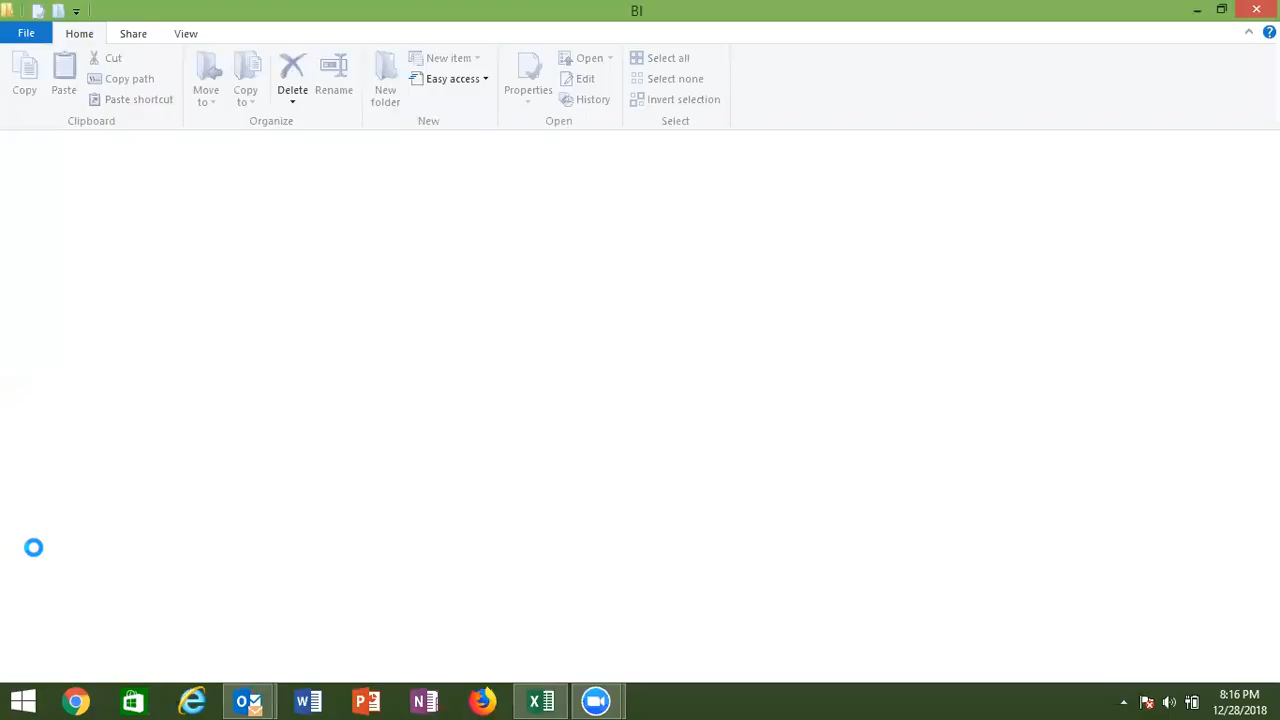 BI
File Home Share View
Copy
Paste
Cut
Copy path
Paste shortcut
Clipboard
Move to
Copy to
Delete
Rename
Organize
New folder
New item
Easy access
New
Properties
Open
Edit
History
Open
Select all
Select none
Invert selection
Select
8:16 PM
12/28/2018